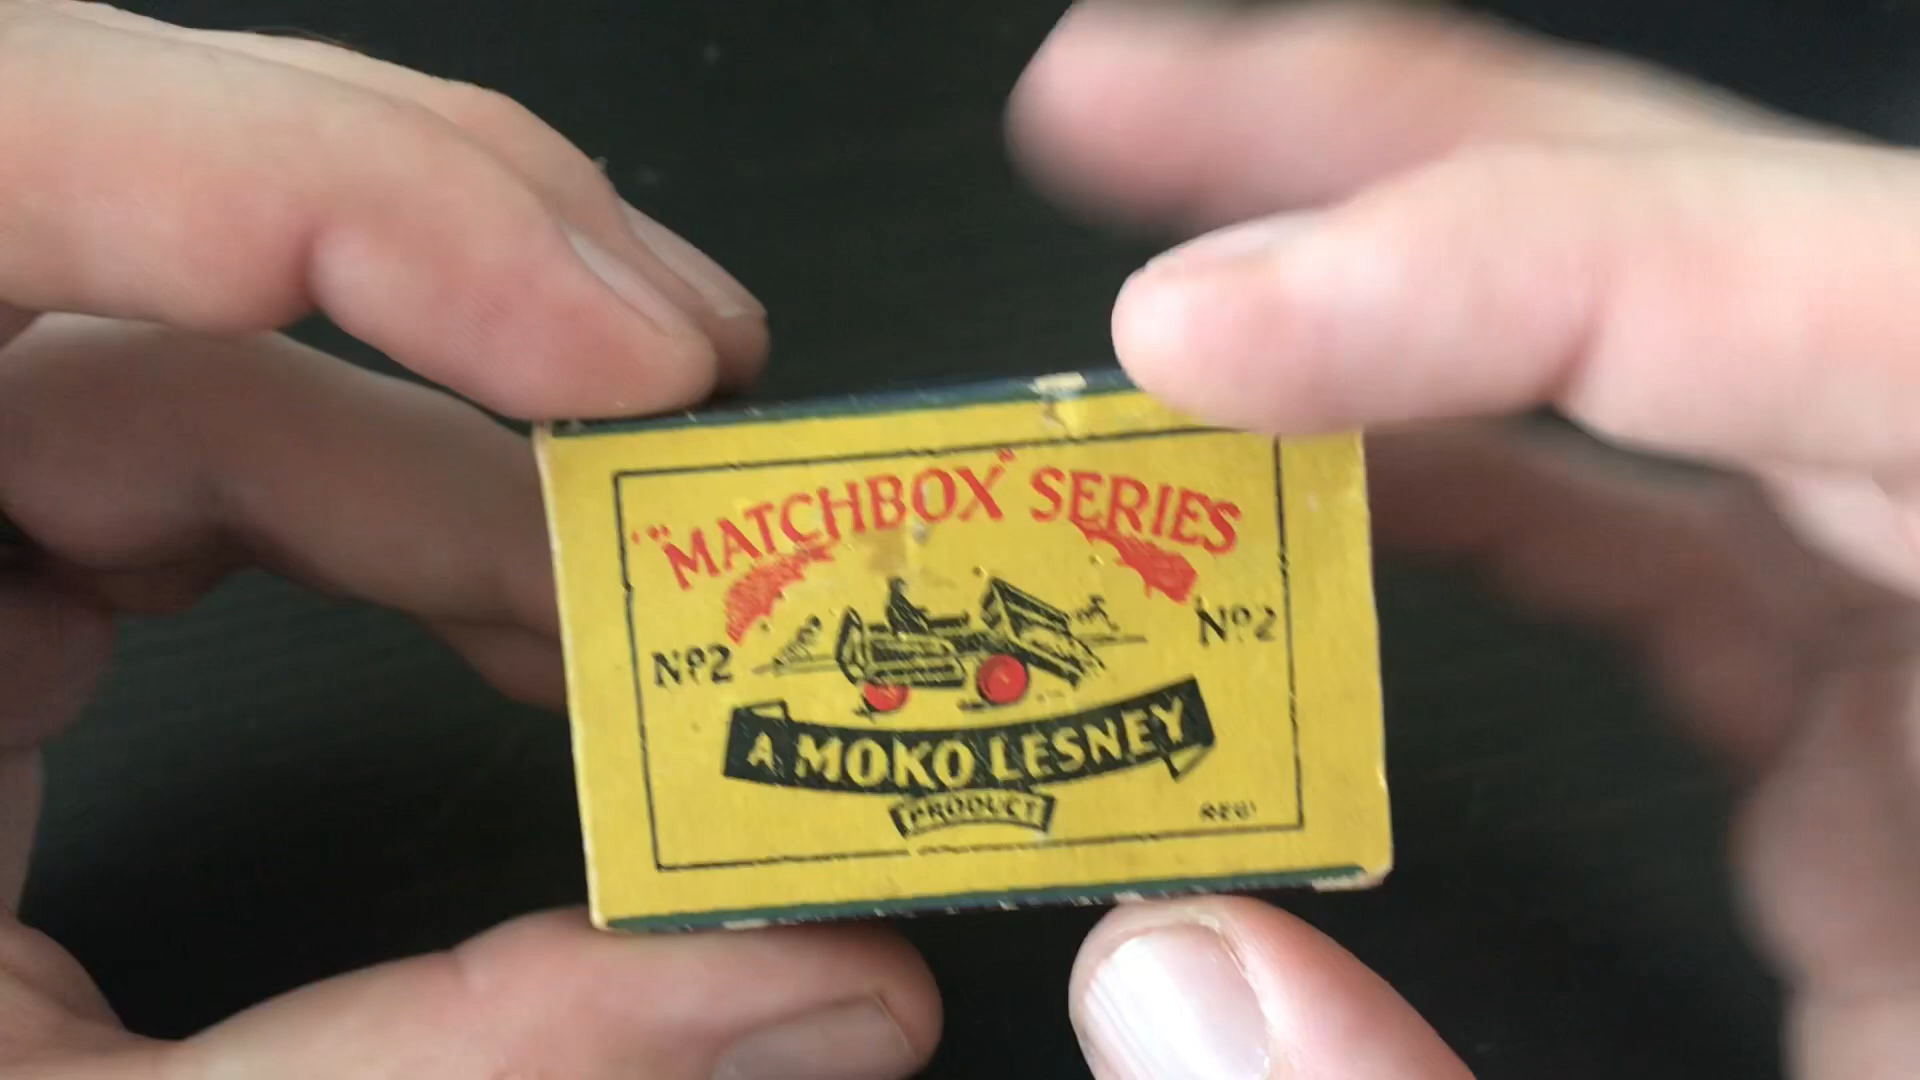 "MATCHBOX" SERIES
Nº2
Nº2
A MOKO LESNEY
PRODUCT